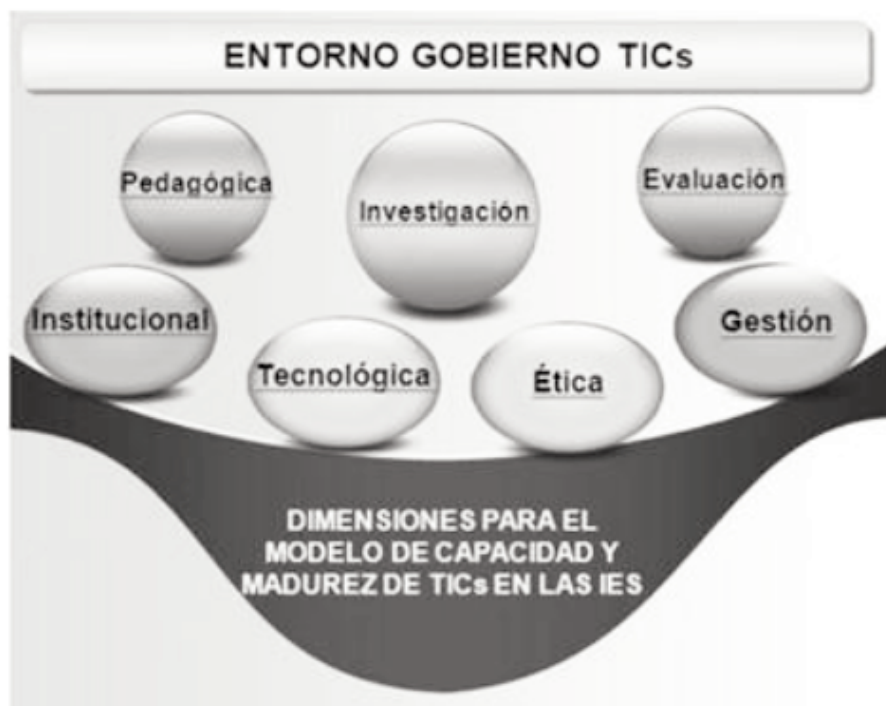 ENTORNO GOBIERNO TICs
Pedagógica
Investigación
Evaluación
Institucional
Tecnológica
Ética
Gestión
DIMENSIONES PARA EL
MODELO DE CAPACIDAD Y
MADUREZ DE TICs EN LAS IES